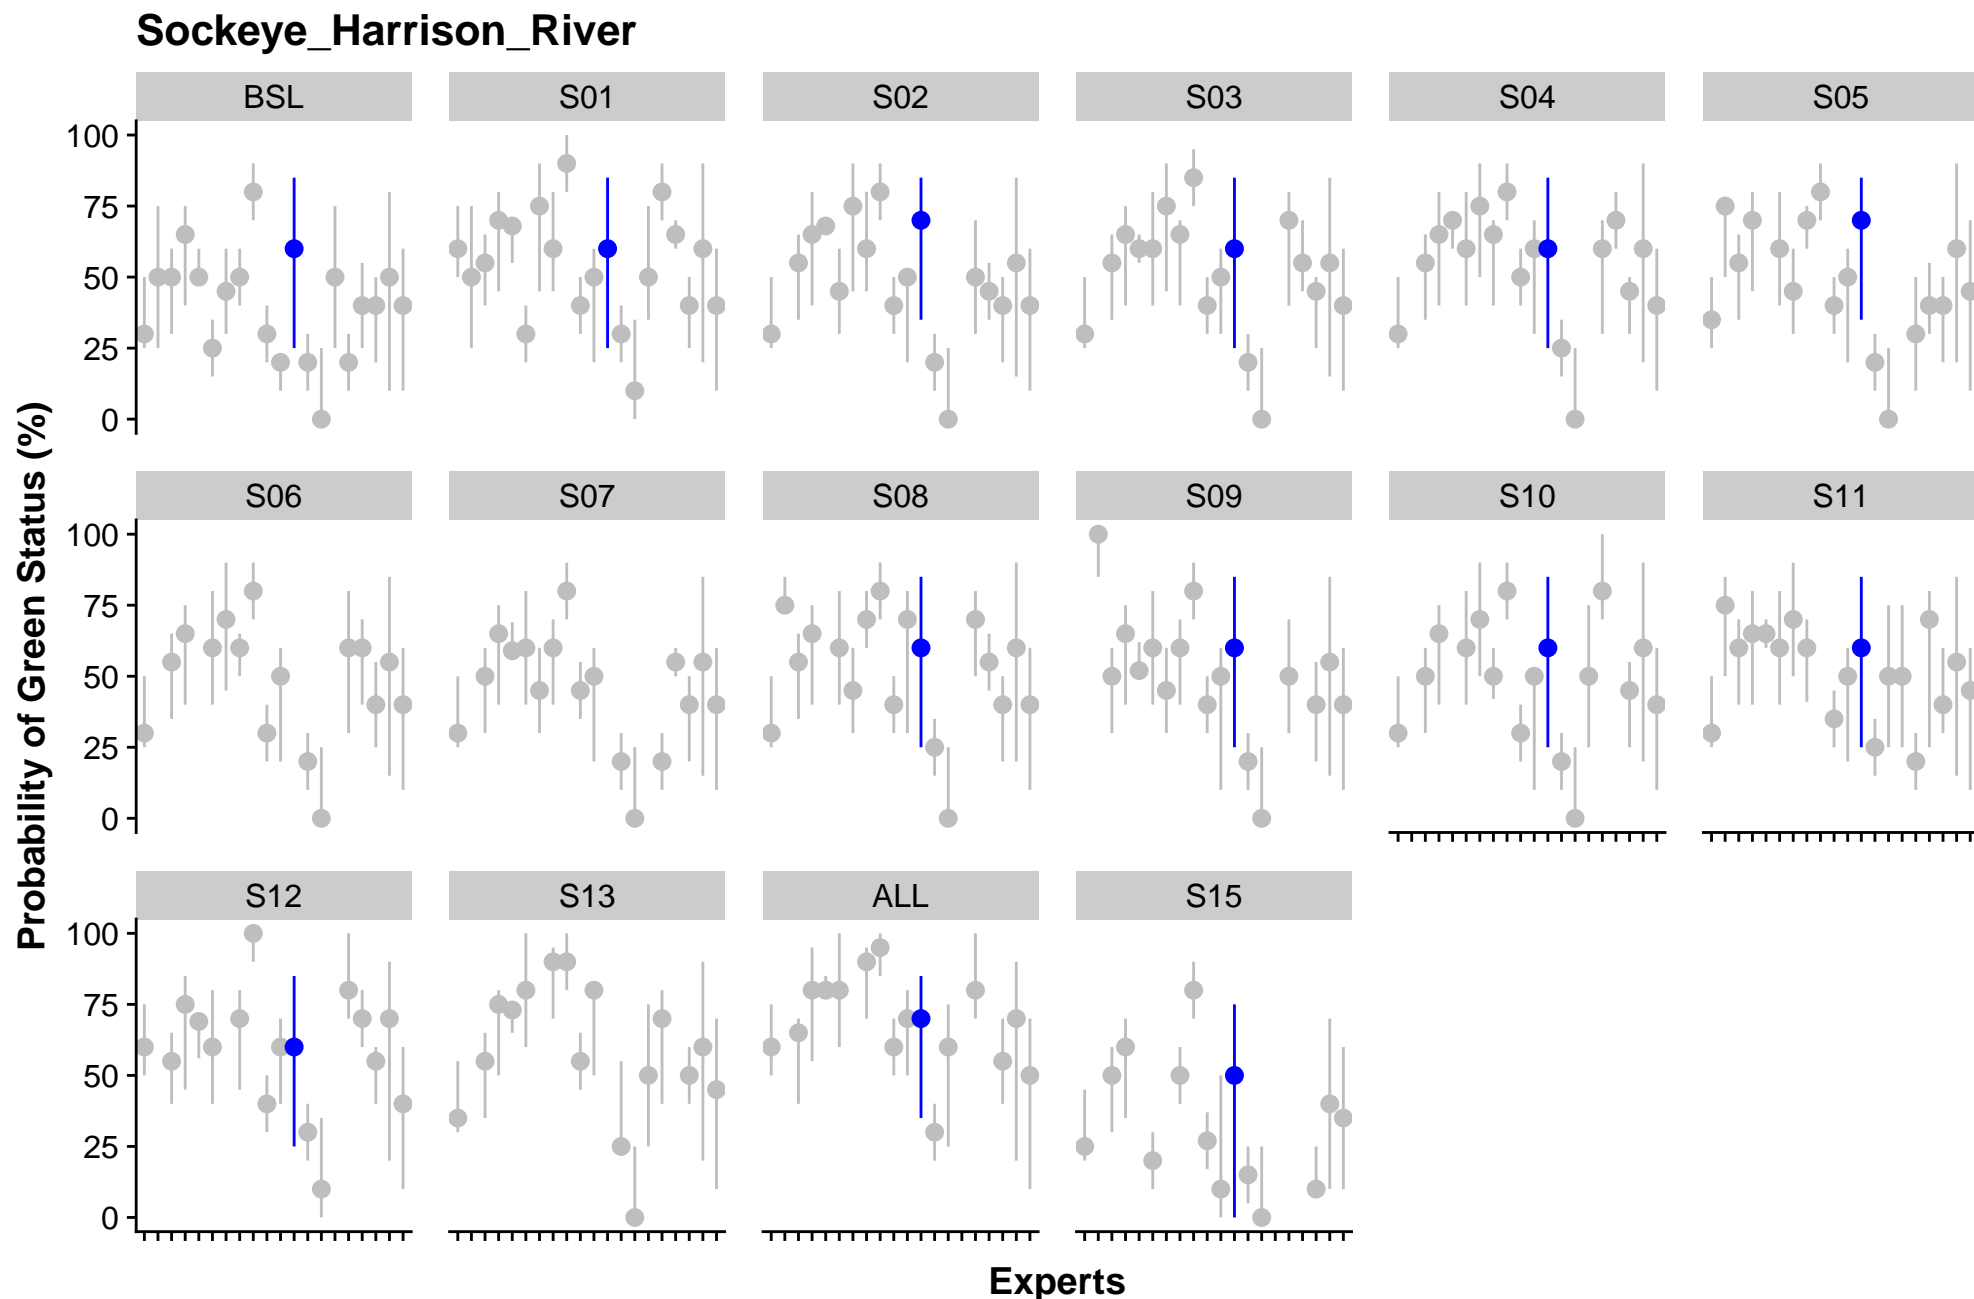 Sockeye_Harrison_River
BSL S01 S02 S03 S04 S05
100
75
50
25
0
S06 S07 S08 S09 S10 S11
100
75
50
25
0
S12 S13 ALL S15
100
75
50
25
0
Probability of Green Status (%)
Experts